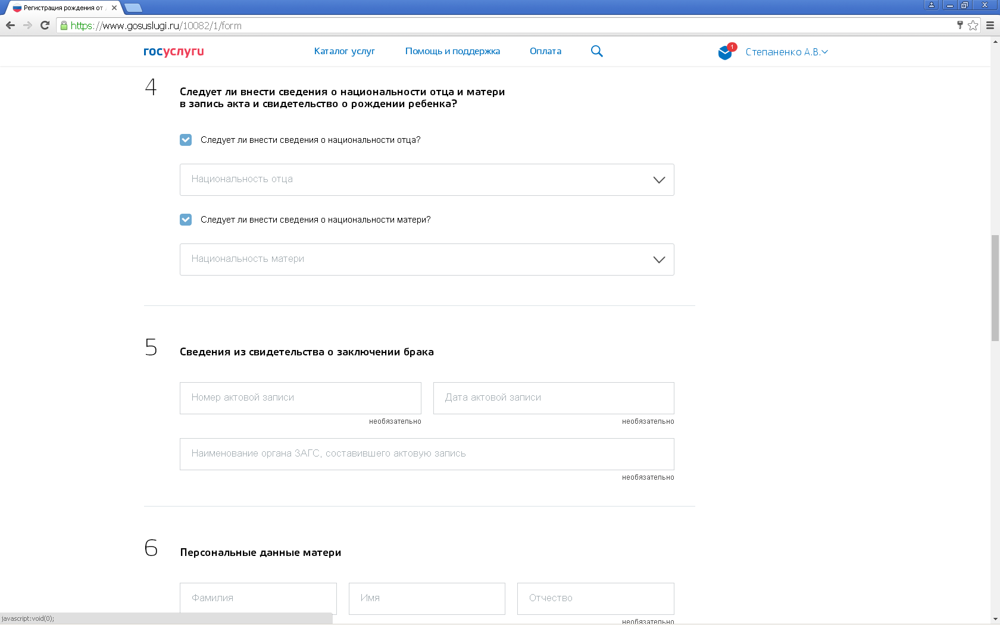 Регистрация рождения от
https://www.gosuslugi.ru/10082/1/form
госуслуги
Каталог услуг
Помощь и поддержка
Оплата
1
Степаненко А.В.
4
Следует ли внести сведения о национальности отца и матери
в запись акта и свидетельство о рождении ребенка?
Следует ли внести сведения о национальности отца?
Национальность отца
Следует ли внести сведения о национальности матери?
Национальность матери
5
Сведения из свидетельства о заключении брака
Номер актовой записи
Дата актовой записи
необязательно
необязательно
Наименование органа ЗАГС, составившего актовую запись
необязательно
6
Персональные данные матери
Фамилия
Имя
Отчество
необязательно
javascript:void(0);